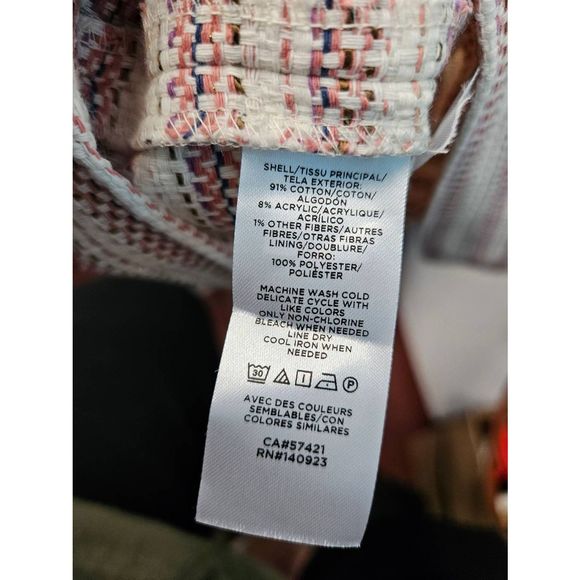 SHELL/TISSU PRINCIPAL/
TELA EXTERIOR:
91% COTTON/COTON/
ALGODÓN
8% ACRYLIC/ACRYLIQUE/
ACRÍLICO
1% OTHER FIBERS/AUTRES
FIBRES/OTRAS FIBRAS
LINING/DOUBLURE/
FORRO:
100% POLYESTER/
POLIÉSTER
MACHINE WASH COLD
DELICATE CYCLE WITH
LIKE COLORS
ONLY NON-CHLORINE
BLEACH WHEN NEEDED
LINE DRY
COOL IRON WHEN
NEEDED
30 P
AVEC DES COULEURS
SEMBLABLES/CON
COLORES SIMILARES
CA#57421
RN#140923